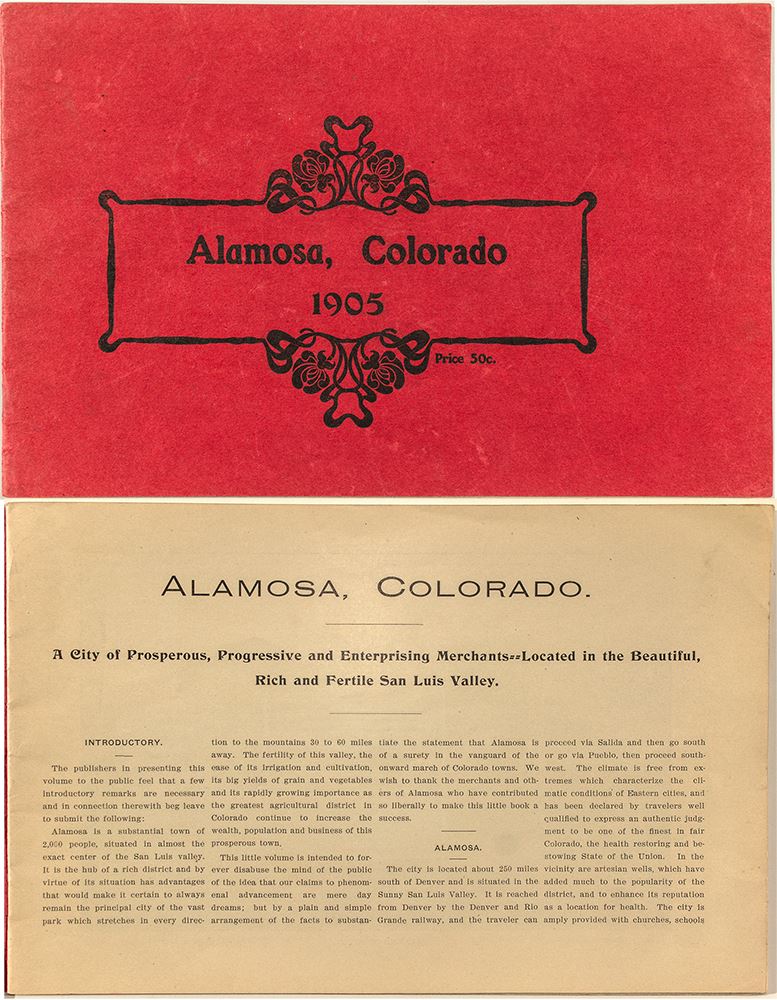 Alamosa, Colorado
1905
Price 50c.
ALAMOSA, COLORADO.
A City of Prosperous, Progressive and Enterprising Merchants==Located in the Beautiful,
Rich and Fertile San Luis Valley.
INTRODUCTORY.
The publishers in presenting this
volume to the public feel that a few
introductory remarks are necessary
and in connection therewith beg leave
to submit the following:
Alamosa is a substantial town of
2,000 people, situated in almost the
exact center of the San Luis valley.
It is the hub of a rich district and by
virtue of its situation has advantages
that would make it certain to always
remain the principal city of the vast
park which stretches in every direc-
tion to the mountains 30 to 60 miles
away. The fertility of this valley, the
ease of its irrigation and cultivation,
its big yields of grain and vegetables
and its rapidly growing importance as
the greatest agricultural district in
Colorado continue to increase the
wealth, population and business of this
prosperous town.
This little volume is intended to for-
ever disabuse the mind of the public
of the idea that our claims to phenom-
enal advancement are mere day
dreams; but by a plain and simple
arrangement of the facts to substan-
tiate the statement that Alamosa is
of a surety in the vanguard of the
onward march of Colorado towns. We
wish to thank the merchants and oth-
ers of Alamosa who have contributed
so liberally to make this little book a
success.
ALAMOSA.
The city is located about 250 miles
south of Denver and is situated in the
Sunny San Luis Valley. It is reached
from Denver by the Denver and Rio
Grande railway, and the traveler can
proceed via Salida and then go south
or go via Pueblo, then proceed south-
west. The climate is free from ex-
tremes which characterize the cli-
matic conditions of Eastern cities, and
has been declared by travelers well
qualified to express an authentic judg-
ment to be one of the finest in fair
Colorado, the health restoring and be-
stowing State of the Union. In the
vicinity are artesian wells, which have
added much to the popularity of the
district, and to enhance its reputation
as a location for health. The city is
amply provided with churches, schools